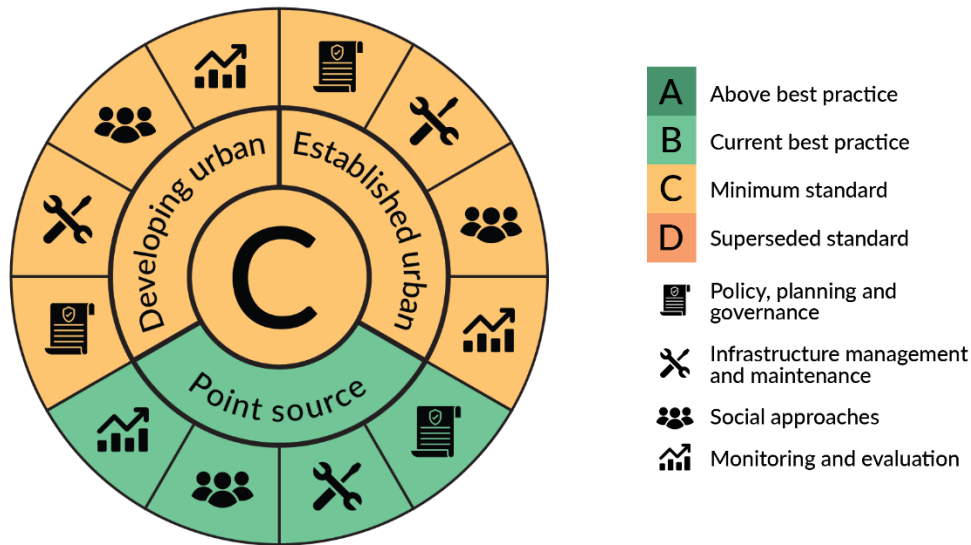 Developing urban
Established urban
C
Point source
A Above best practice
B Current best practice
C Minimum standard
D Superseded standard
Policy, planning and
governance
Infrastructure management
and maintenance
Social approaches
Monitoring and evaluation